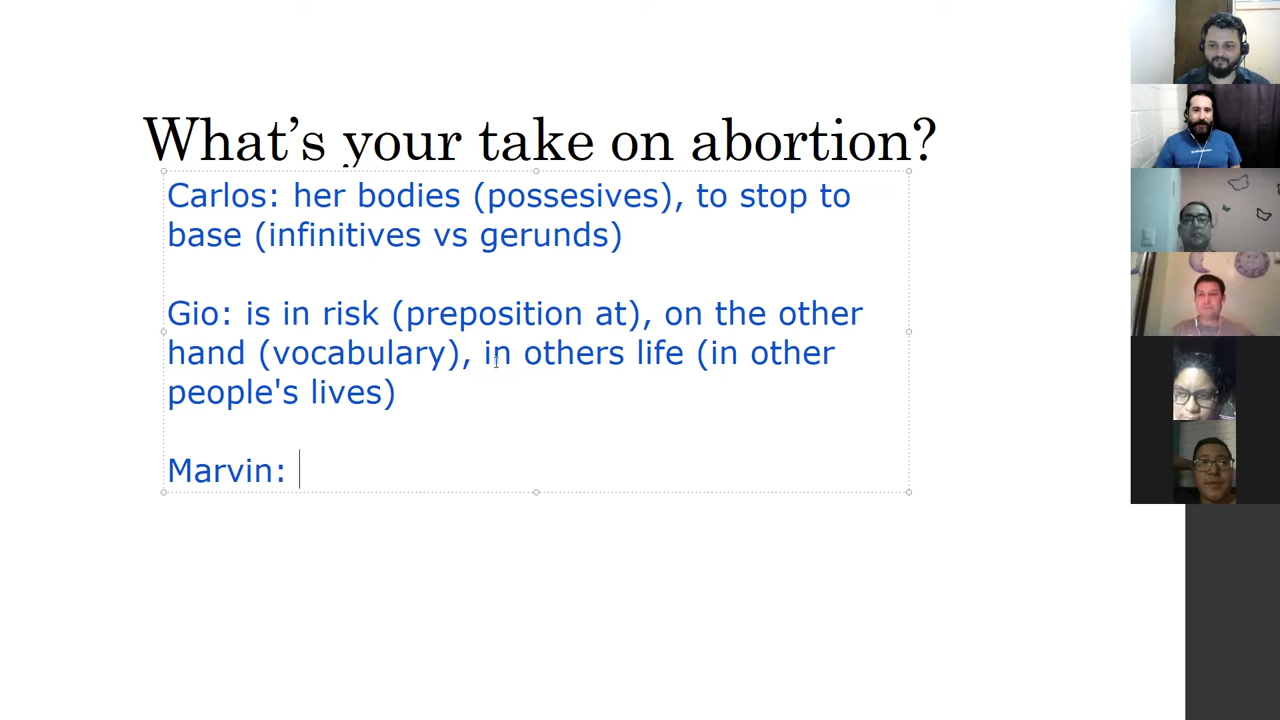 What's your take on abortion?
Carlos: her bodies (possesives), to stop to
base (infinitives vs gerunds)
Gio: is in risk (preposition at), on the other
hand (vocabulary), in others life (in other
people's lives)
Marvin: